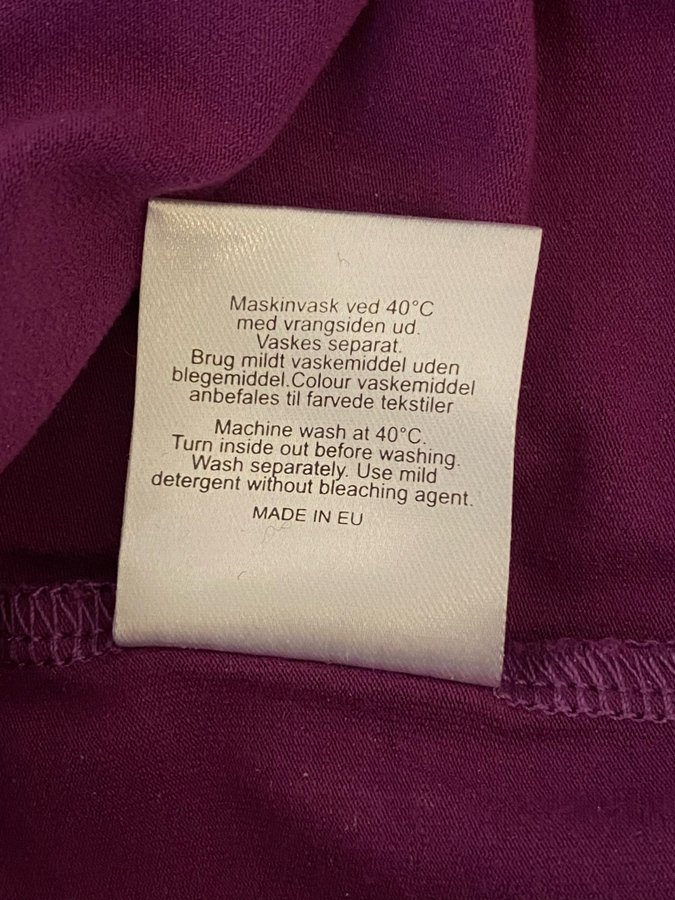 Maskinvask ved 40°C
med vrangsiden ud.
Vaskes separat.
Brug mildt vaskemiddel uden
blegemiddel.Colour vaskemiddel
anbefales til farvede tekstiler
Machine wash at 40°C.
Turn inside out before washing.
Wash separately. Use mild
detergent without bleaching agent.
MADE IN EU